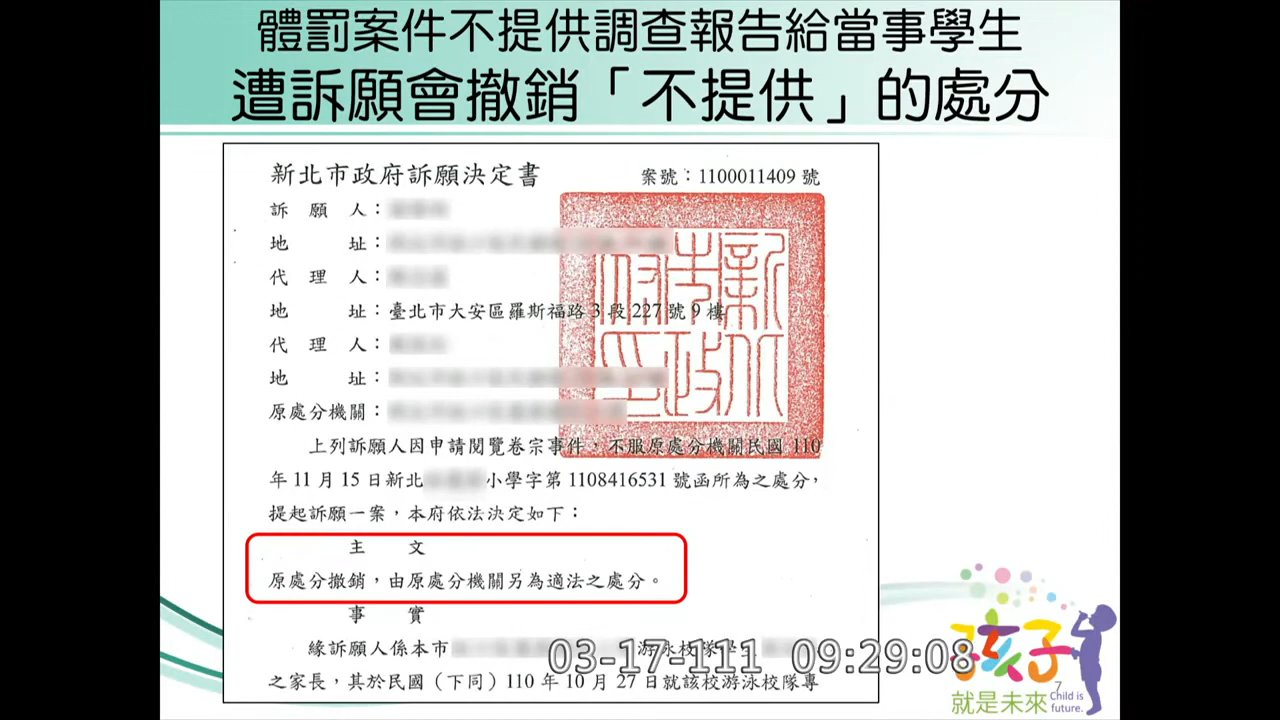 體罰案件不提供調查報告給當事學生
遭訴願會撤銷「不提供」的處分
新北市政府訴願決定書
案號：1100011409 號
訴願人：
地址：
代理人：
地址：臺北市大安區羅斯福路 3 段 227 號 9 樓
代理人：
地址：
原處分機關：
上列訴願人因申請閱覽卷宗事件，不服原處分機關民國 110
年 11 月 15 日新北 小學字第 1108416531 號函所為之處分，
提起訴願一案，本府依法決定如下：
主文
原處分撤銷，由原處分機關另為適法之處分。
事實
緣訴願人係本市 游泳校隊學
之家長，其於民國（下同）110 年 10 月 27 日就該校游泳校隊專
新北市政府印
03-17-111 09:29:08
孩子
就是未來
Child is
future.
7